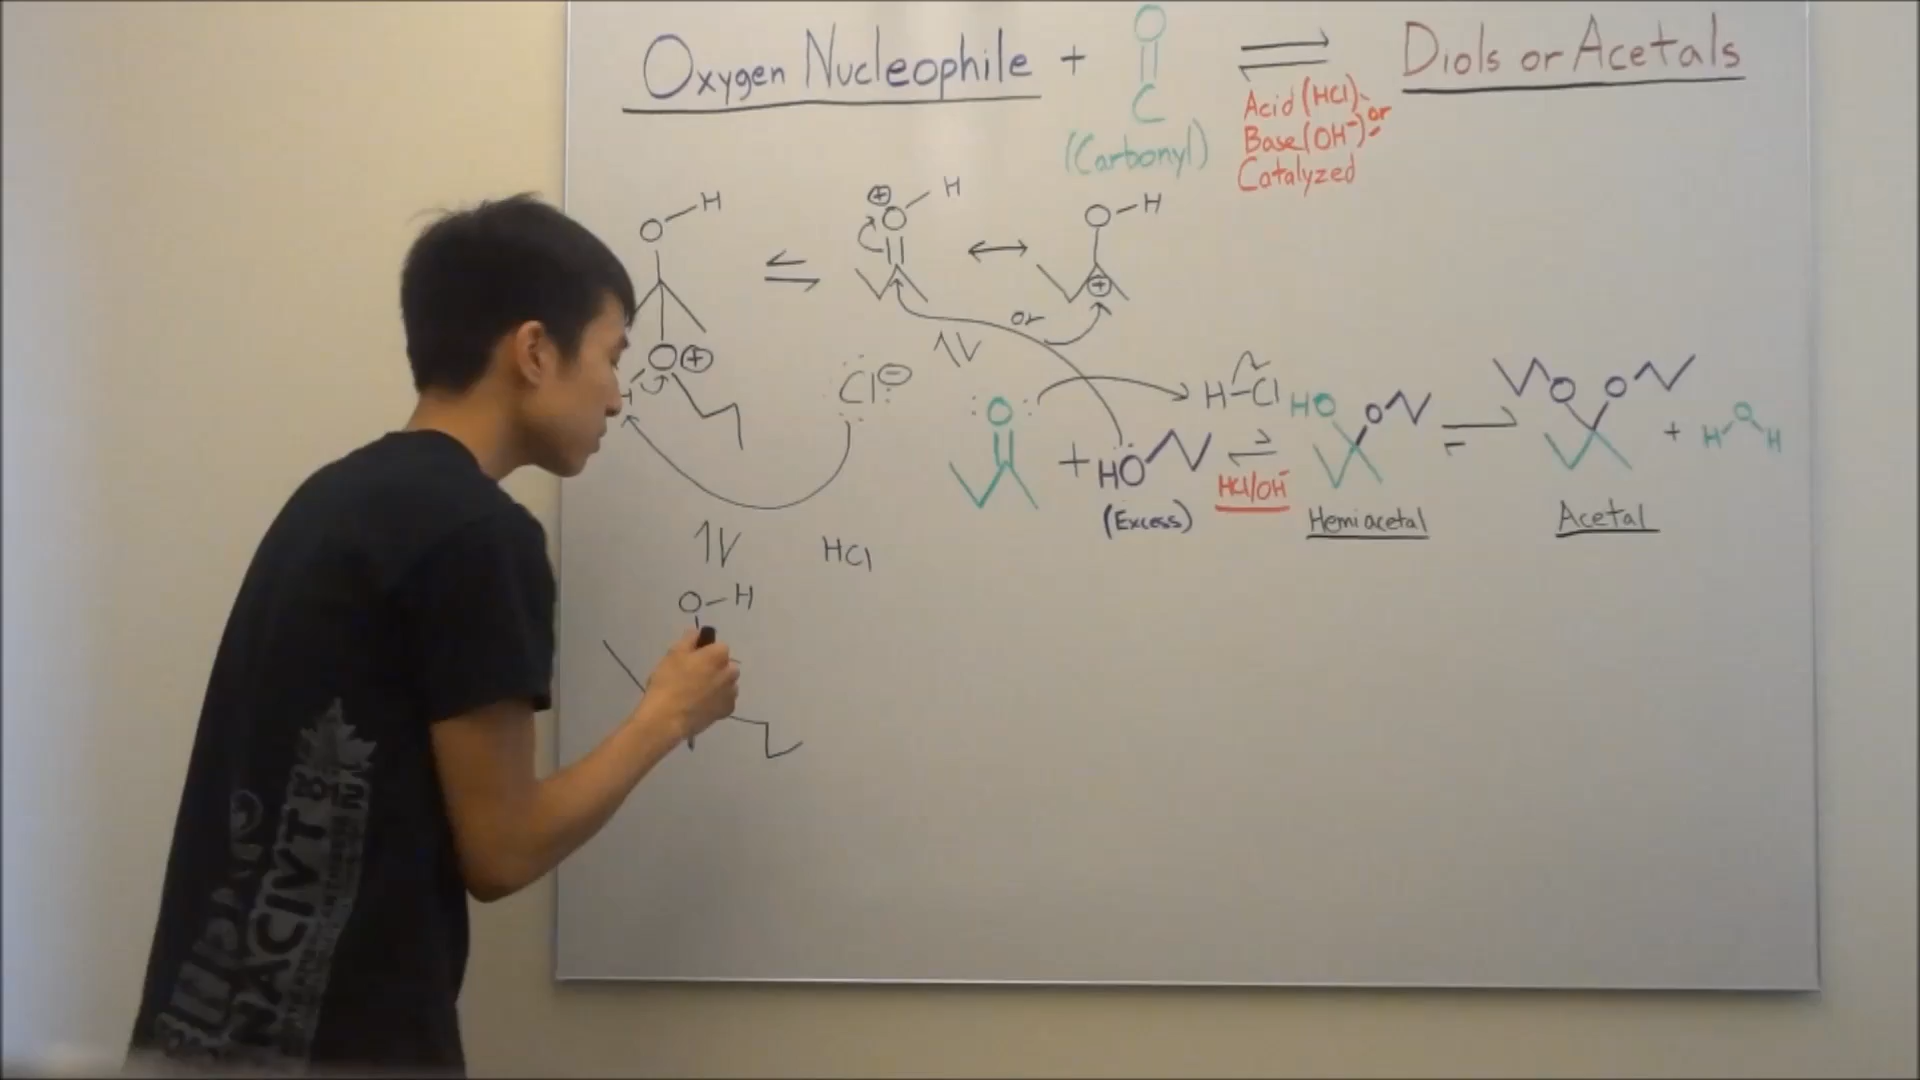 Oxygen Nucleophile + O ⇌ Diols or Acetals
C
(Carbonyl)
Acid (HCl) or
Base (OH⁻)
Catalyzed
O H
⊕ O H
O H
⊕
or
O ⊕
Cl ⊖
H-Cl
O
+ HO
(Excess)
HCl/OH⁻
HO O
Hemiacetal
O O
Acetal
+ H O H
HCl
O H
NACIVT